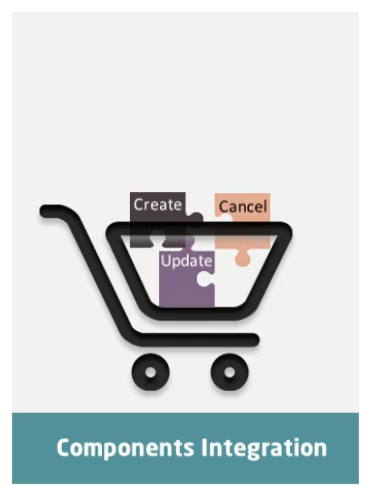 Create
Cancel
Update
Components Integration